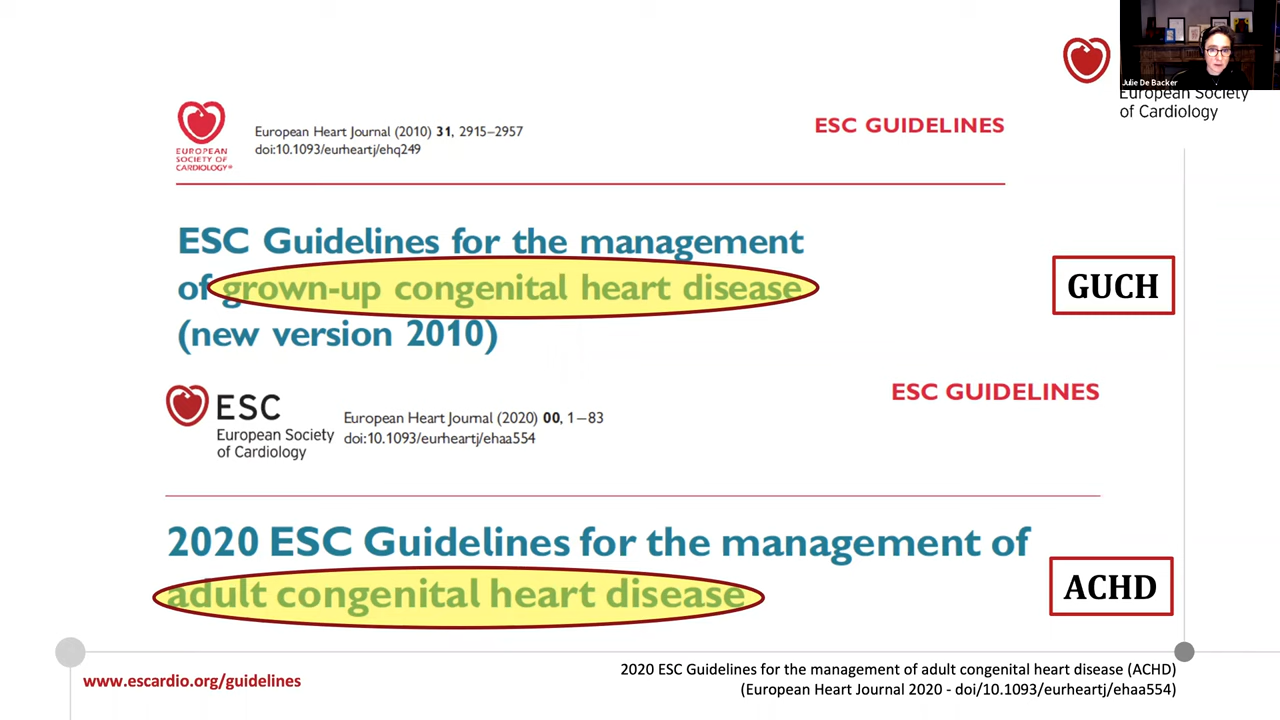 Julie De Backer
European Society
of Cardiology
EUROPEAN
SOCIETY OF
CARDIOLOGY®
European Heart Journal (2010) 31, 2915–2957
doi:10.1093/eurheartj/ehq249
ESC GUIDELINES
ESC Guidelines for the management
of grown-up congenital heart disease
(new version 2010)
GUCH
ESC
European Society
of Cardiology
European Heart Journal (2020) 00, 1–83
doi:10.1093/eurheartj/ehaa554
ESC GUIDELINES
2020 ESC Guidelines for the management of
adult congenital heart disease
ACHD
www.escardio.org/guidelines
2020 ESC Guidelines for the management of adult congenital heart disease (ACHD)
(European Heart Journal 2020 - doi/10.1093/eurheartj/ehaa554)